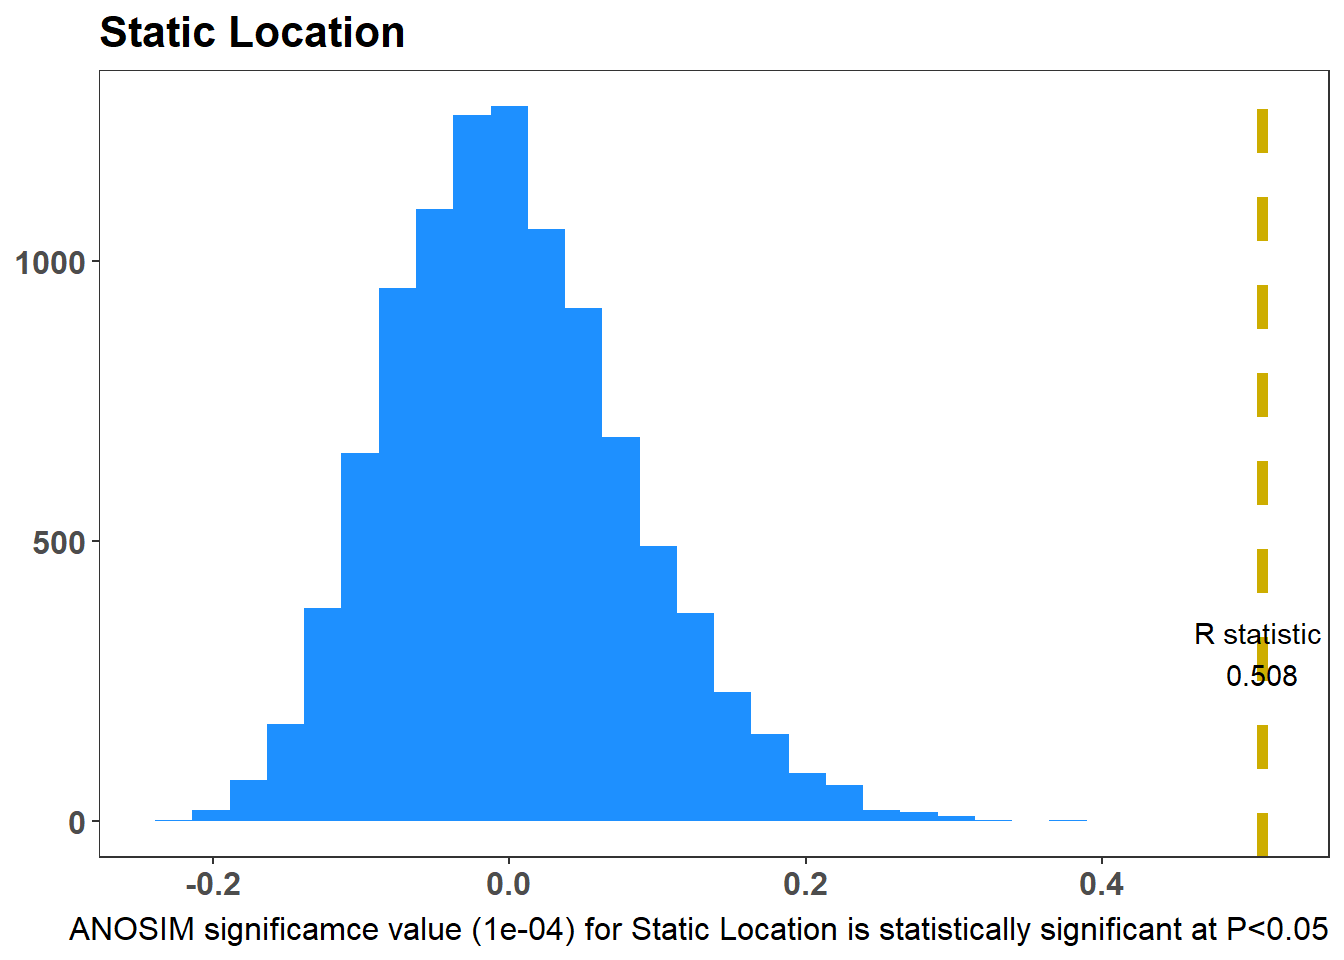 Static Location
1000
500
0
R statistic
0.508
-0.2 0.0 0.2 0.4
ANOSIM significamce value (1e-04) for Static Location is statistically significant at P<0.05